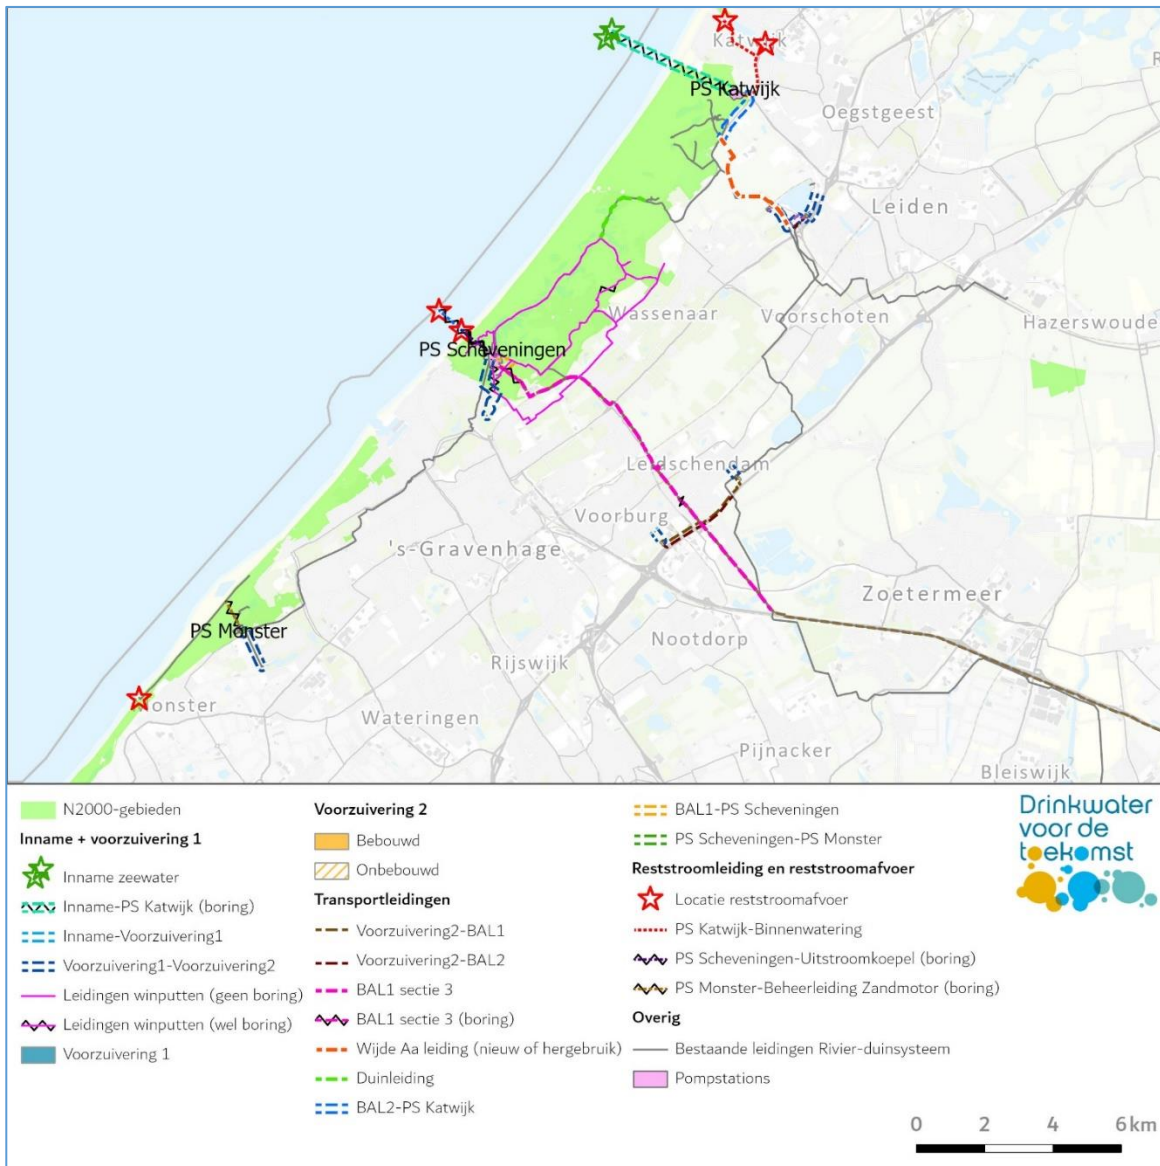 Katwijk
PS Katwijk
Oegstgeest
R
Leiden
Wassenaar
Voorschoten
Hazerswoude
PS Scheveningen
Leidschendam
Voorburg
's-Gravenhage
Zoetermeer
PS Monster
Nootdorp
Rijswijk
Monster
Wateringen
Pijnacker
Bleiswijk
N2000-gebieden
Inname + voorzuivering 1
Inname zeewater
Inname-PS Katwijk (boring)
Inname-Voorzuivering1
Voorzuivering1-Voorzuivering2
Leidingen winputten (geen boring)
Leidingen winputten (wel boring)
Voorzuivering 1
Voorzuivering 2
Bebouwd
Onbebouwd
Transportleidingen
Voorzuivering2-BAL1
Voorzuivering2-BAL2
BAL1 sectie 3
BAL1 sectie 3 (boring)
Wijde Aa leiding (nieuw of hergebruik)
Duinleiding
BAL2-PS Katwijk
BAL1-PS Scheveningen
PS Scheveningen-PS Monster
Reststroomleiding en reststroomafvoer
Locatie reststroomafvoer
PS Katwijk-Binnenwatering
PS Scheveningen-Uitstroomkoepel (boring)
PS Monster-Beheerleiding Zandmotor (boring)
Overig
Bestaande leidingen Rivier-duinsysteem
Pompstations
Drinkwater
voor de
toekomst
0 2 4 6 km